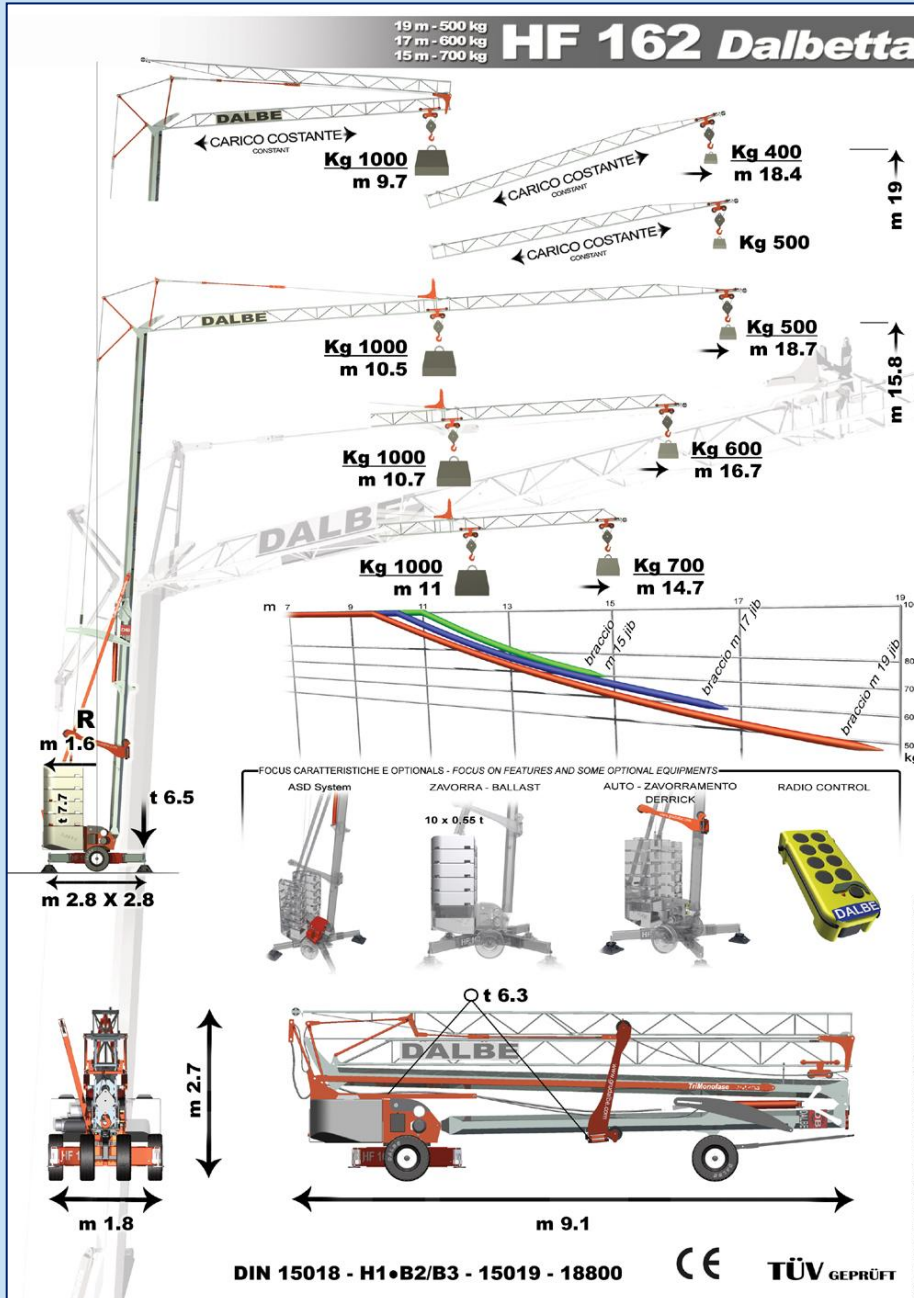 19 m - 500 kg
17 m - 600 kg
15 m - 700 kg
HF 162 Dalbetta
DALBE
CARICO COSTANTE
CONSTANT
Kg 1000
m 9.7
CARICO COSTANTE
CONSTANT
Kg 400
m 18.4
m 19
CARICO COSTANTE
CONSTANT
Kg 500
DALBE
Kg 1000
m 10.5
Kg 500
m 18.7
m 15.8
Kg 1000
m 10.7
Kg 600
m 16.7
DALBE
Kg 1000
m 11
Kg 700
m 14.7
m 7 9 11 13 15 17 19
braccio m 15 jib
braccio m 17 jib
braccio m 19 jib
kg
R
m 1.6
t 7.7
t 6.5
m 2.8 X 2.8
FOCUS CARATTERISTICHE E OPTIONALS - FOCUS ON FEATURES AND SOME OPTIONAL EQUIPMENTS
ASD System
ZAVORRA - BALLAST
10 x 0.55 t
AUTO - ZAVORRAMENTO
DERRICK
RADIO CONTROL
DALBE
t 6.3
DALBE
TriMonofase
m 2.7
m 1.8
m 9.1
DIN 15018 - H1•B2/B3 - 15019 - 18800
CE
TÜV GEPRÜFT